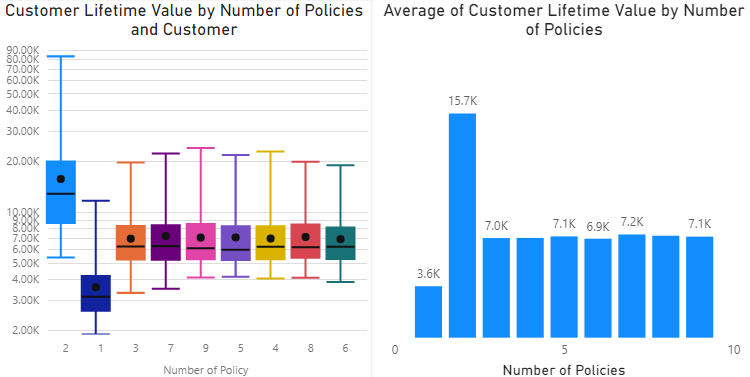 Customer Lifetime Value by Number of Policies
and Customer
90.00K
80.00K
70.00K
60.00K
50.00K
40.00K
30.00K
20.00K
10.00K
9.00K
8.00K
7.00K
6.00K
5.00K
4.00K
3.00K
2.00K
2 1 3 7 9 5 4 8 6
Number of Policy
Average of Customer Lifetime Value by Number
of Policies
15.7K
3.6K
7.0K
7.1K
6.9K
7.2K
7.1K
0 5 10
Number of Policies